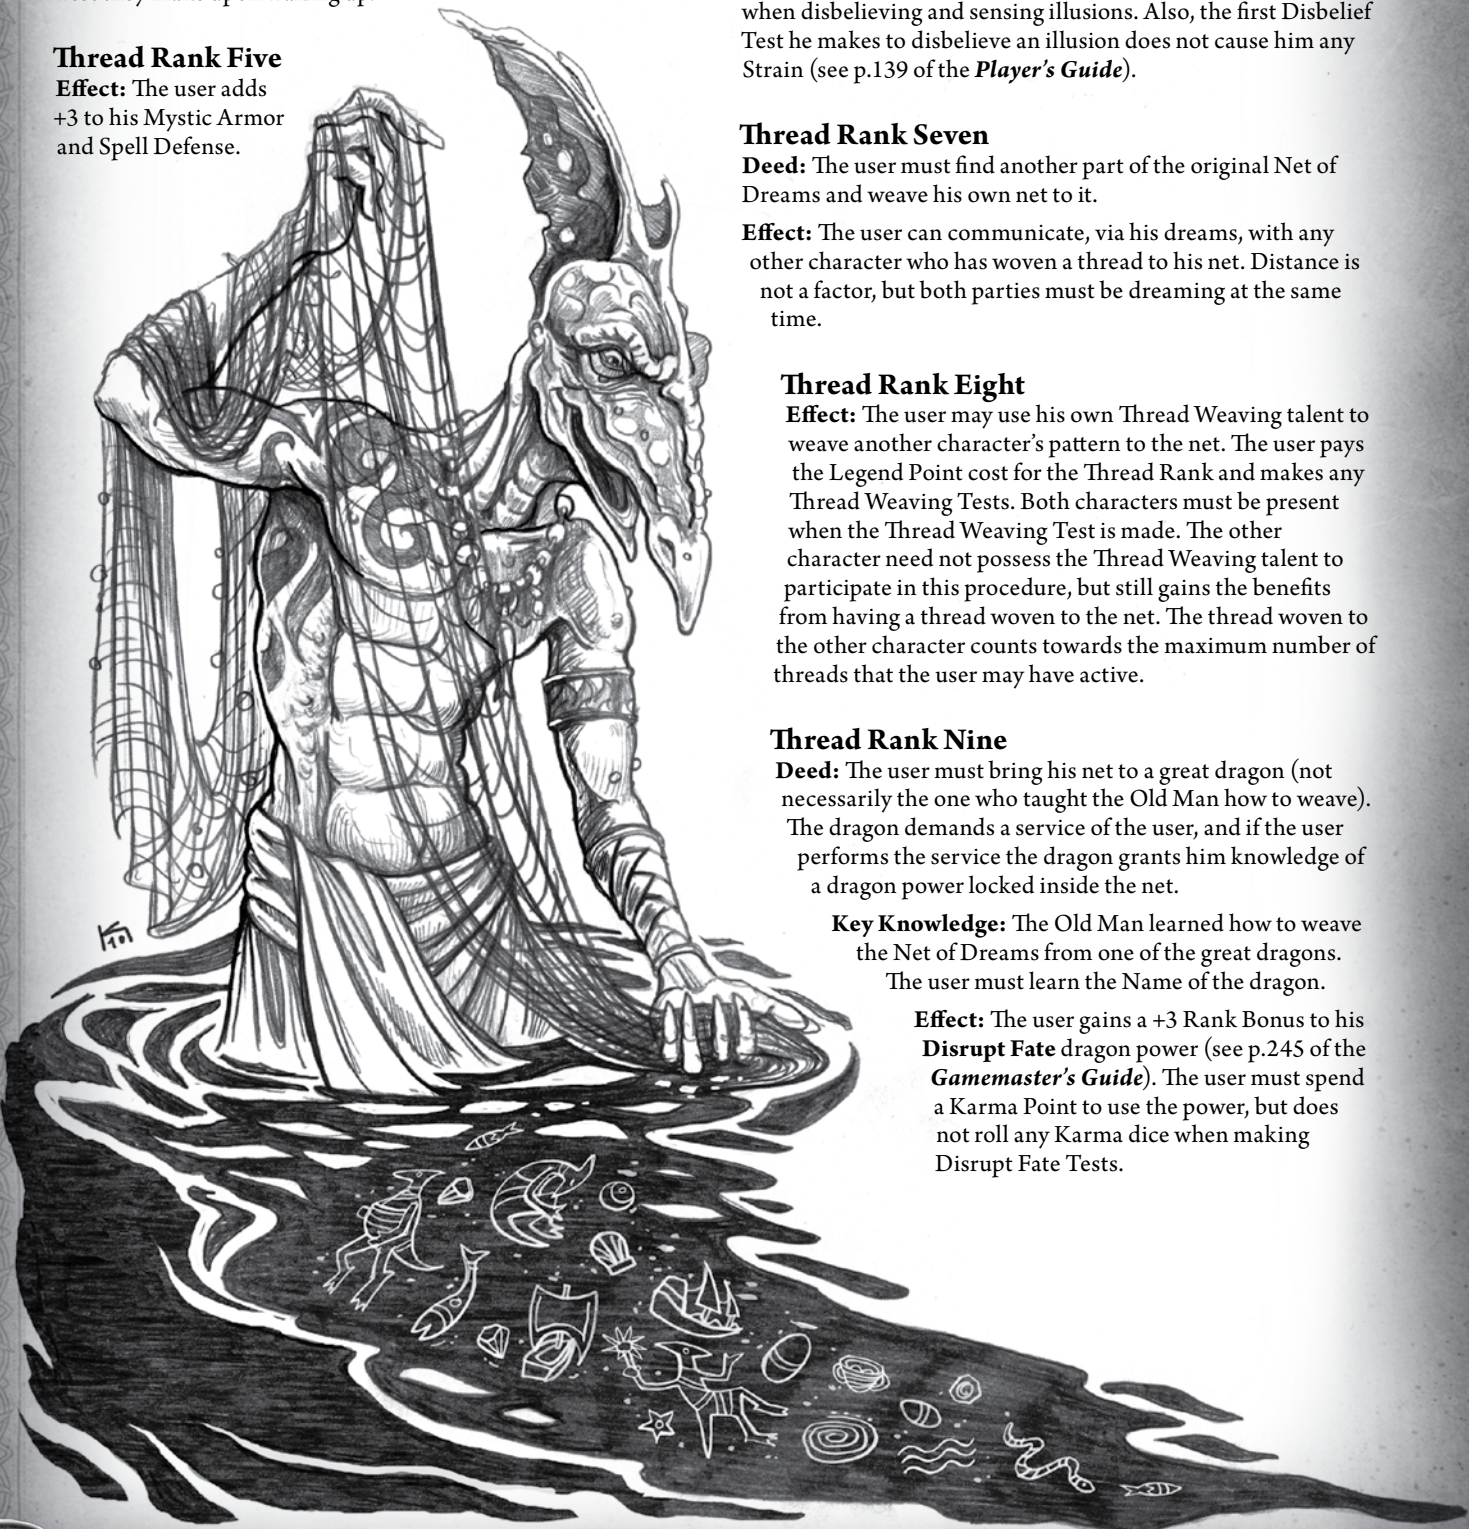 Thread Rank Five
Effect: The user adds
+3 to his Mystic Armor
and Spell Defense.
when disbelieving and sensing illusions. Also, the first Disbelief
Test he makes to disbelieve an illusion does not cause him any
Strain (see p.139 of the Player's Guide).
Thread Rank Seven
Deed: The user must find another part of the original Net of
Dreams and weave his own net to it.
Effect: The user can communicate, via his dreams, with any
other character who has woven a thread to his net. Distance is
not a factor, but both parties must be dreaming at the same
time.
Thread Rank Eight
Effect: The user may use his own Thread Weaving talent to
weave another character's pattern to the net. The user pays
the Legend Point cost for the Thread Rank and makes any
Thread Weaving Tests. Both characters must be present
when the Thread Weaving Test is made. The other
character need not possess the Thread Weaving talent to
participate in this procedure, but still gains the benefits
from having a thread woven to the net. The thread woven to
the other character counts towards the maximum number of
threads that the user may have active.
Thread Rank Nine
Deed: The user must bring his net to a great dragon (not
necessarily the one who taught the Old Man how to weave).
The dragon demands a service of the user, and if the user
performs the service the dragon grants him knowledge of
a dragon power locked inside the net.
Key Knowledge: The Old Man learned how to weave
the Net of Dreams from one of the great dragons.
The user must learn the Name of the dragon.
Effect: The user gains a +3 Rank Bonus to his
Disrupt Fate dragon power (see p.245 of the
Gamemaster's Guide). The user must spend
a Karma Point to use the power, but does
not roll any Karma dice when making
Disrupt Fate Tests.